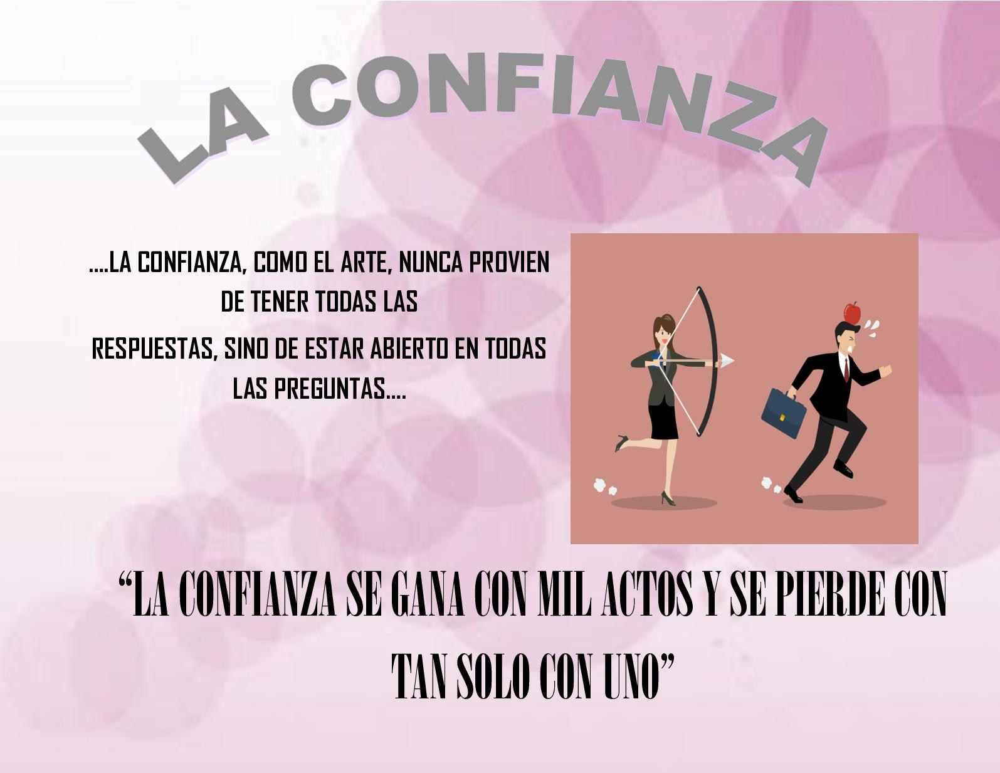 LA CONFIANZA
....LA CONFIANZA, COMO EL ARTE, NUNCA PROVIEN
DE TENER TODAS LAS
RESPUESTAS, SINO DE ESTAR ABIERTO EN TODAS
LAS PREGUNTAS....
“LA CONFIANZA SE GANA CON MIL ACTOS Y SE PIERDE CON
TAN SOLO CON UNO”